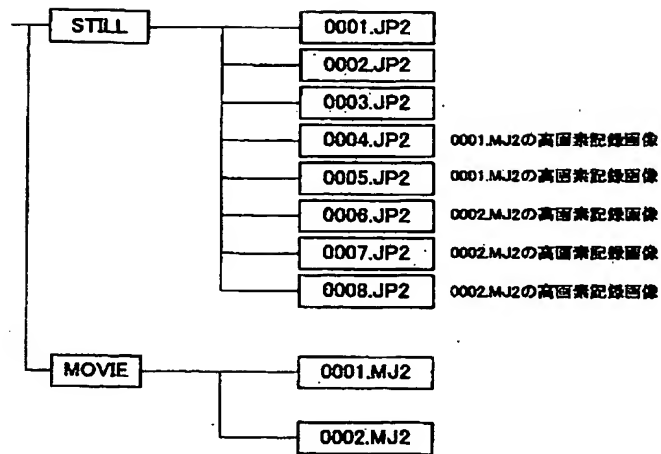 STILL
0001.JP2
0002.JP2
0003.JP2
0004.JP2 0001.MJ2の高画素記録画像
0005.JP2 0001.MJ2の高画素記録画像
0006.JP2 0002.MJ2の高画素記録画像
0007.JP2 0002.MJ2の高画素記録画像
0008.JP2 0002.MJ2の高画素記録画像
MOVIE
0001.MJ2
0002.MJ2